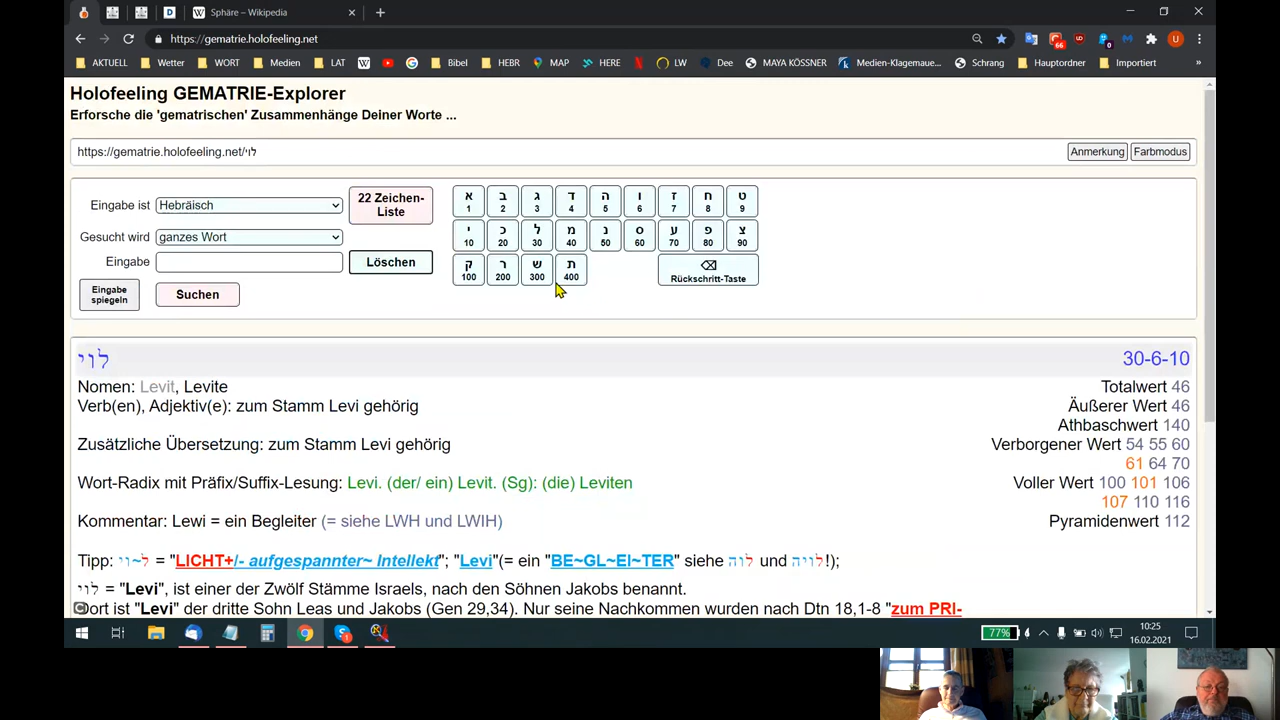 Sphäre – Wikipedia
https://gematrie.holofeeling.net
66 0 U
AKTUELL Wetter WORT Medien LAT Bibel HEBR MAP HERE LW Dee MAYA KÖSSNER Medien-Klagemaue... Schrang Hauptordner Importiert »
Holofeeling GEMATRIE-Explorer
Erforsche die 'gematrischen' Zusammenhänge Deiner Worte ...
https://gematrie.holofeeling.net/לוי Anmerkung Farbmodus
Eingabe ist Hebräisch 22 Zeichen-Liste
Gesucht wird ganzes Wort
Eingabe Löschen
Eingabe spiegeln Suchen
א ב ג ד ה ו ז ח ט
1 2 3 4 5 6 7 8 9
י כ ל מ נ ס ע פ צ
10 20 30 40 50 60 70 80 90
ק ר ש ת
100 200 300 400 Rückschritt-Taste
לוי 30-6-10
Nomen: Levit, Levite Totalwert 46
Verb(en), Adjektiv(e): zum Stamm Levi gehörig Äußerer Wert 46
Athbaschwert 140
Zusätzliche Übersetzung: zum Stamm Levi gehörig Verborgener Wert 54 55 60
61 64 70
Wort-Radix mit Präfix/Suffix-Lesung: Levi. (der/ ein) Levit. (Sg): (die) Leviten Voller Wert 100 101 106
107 110 116
Kommentar: Lewi = ein Begleiter (= siehe LWH und LWIH) Pyramidenwert 112
Tipp: ל~וי = "LICHT+/- aufgespannter~ Intellekt"; "Levi"(= ein "BE~GL~EI~TER" siehe לוה und לויה!);
לוי = "Levi", ist einer der Zwölf Stämme Israels, nach den Söhnen Jakobs benannt.
Dort ist "Levi" der dritte Sohn Leas und Jakobs (Gen 29,34). Nur seine Nachkommen wurden nach Dtn 18,1-8 "zum PRI-
77% 10:25
16.02.2021